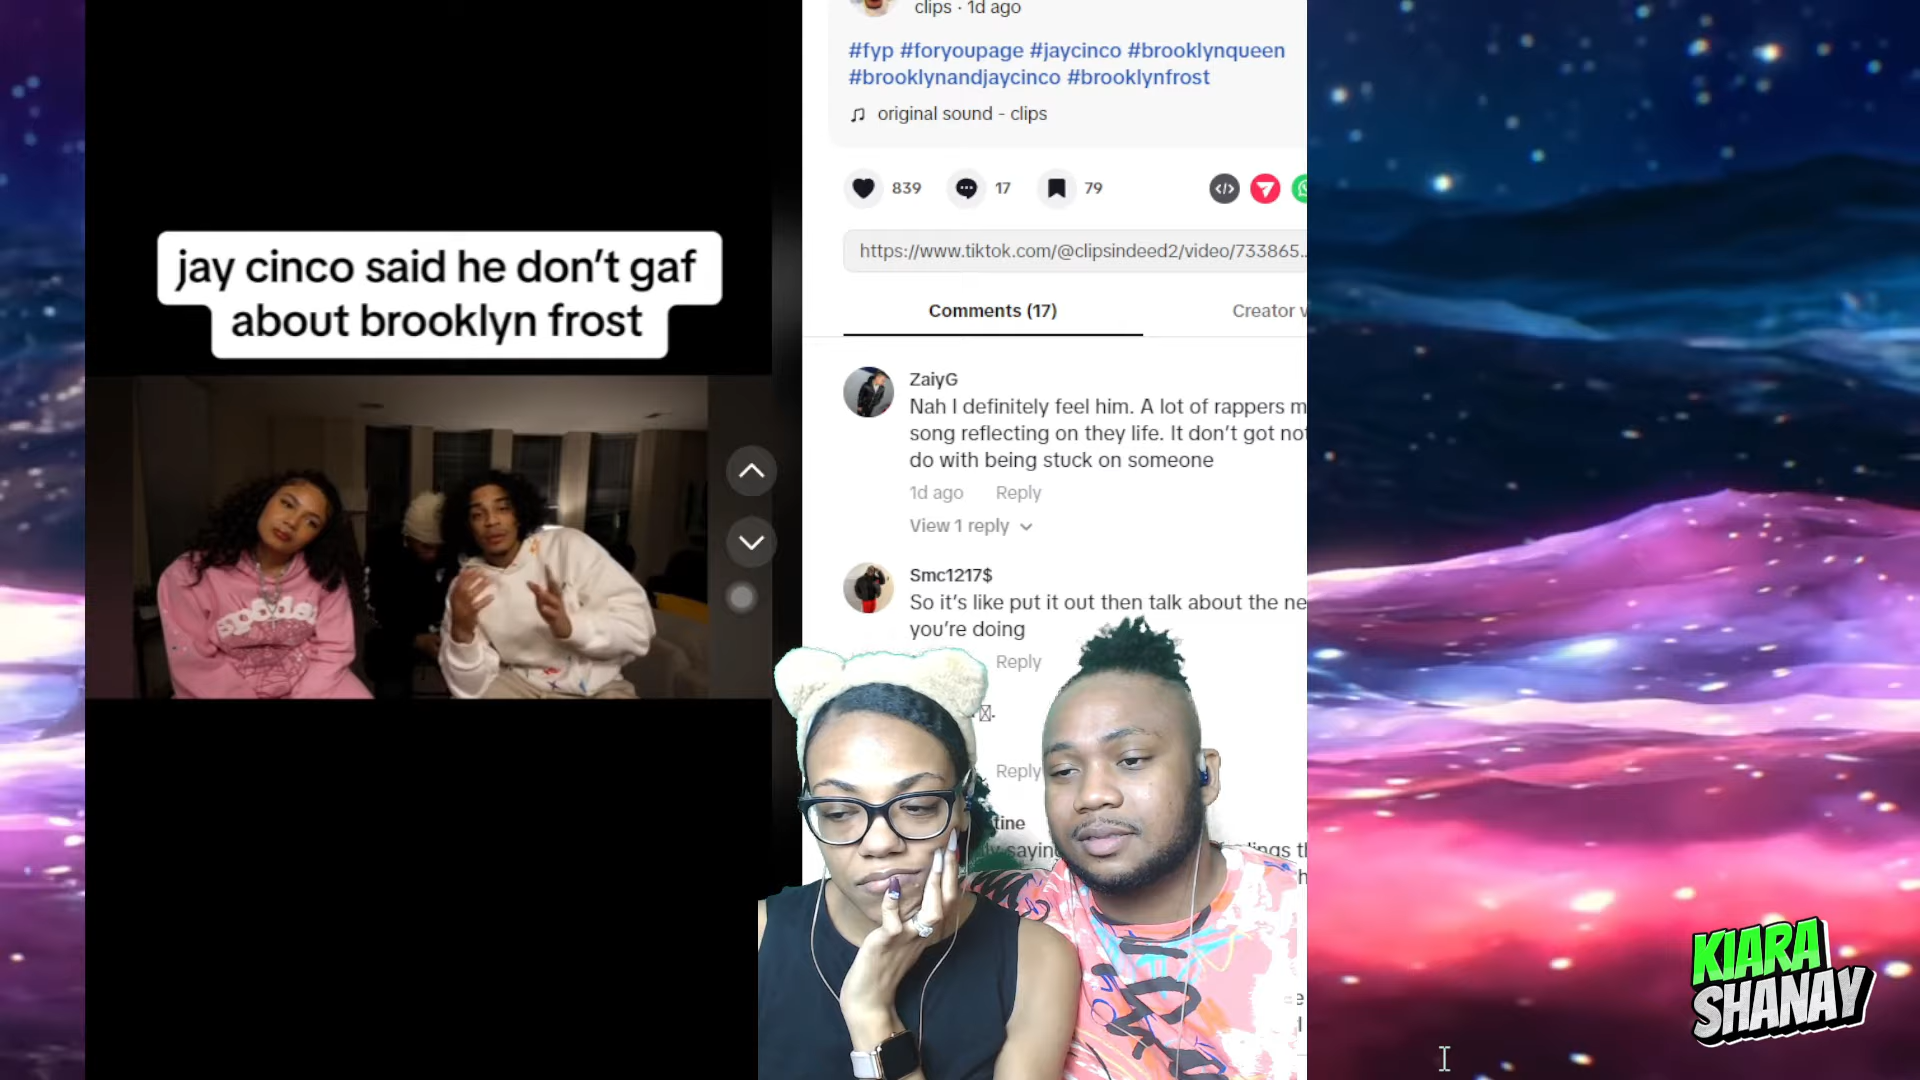 clips · 1d ago
#fyp #foryoupage #jaycinco #brooklynqueen
#brooklynandjaycinco #brooklynfrost
original sound - clips
839
17
79
https://www.tiktok.com/@clipsindeed2/video/733865...
Comments (17)
Creator
jay cinco said he don't gaf
about brooklyn frost
spider
ZaiyG
Nah I definitely feel him. A lot of rappers
song reflecting on they life. It don't got
do with being stuck on someone
1d ago Reply
View 1 reply
Smc1217$
So it's like put it out then talk about the
you're doing
Reply
Reply
saying
KIARA
SHANAY